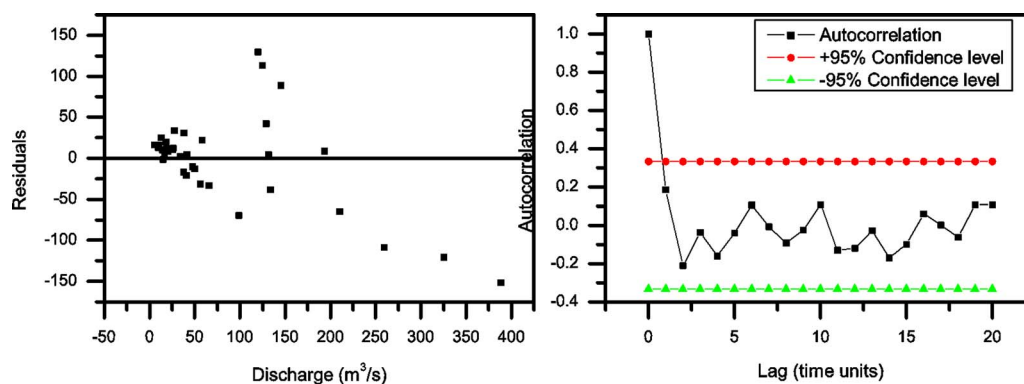 150
100
50
0
-50
-100
-150
Residuals
-50 0 50 100 150 200 250 300 350 400
Discharge (m³/s)
1.0
0.8
0.6
0.4
0.2
0.0
-0.2
-0.4
Autocorrelation
Autocorrelation
+95% Confidence level
-95% Confidence level
0 5 10 15 20
Lag (time units)